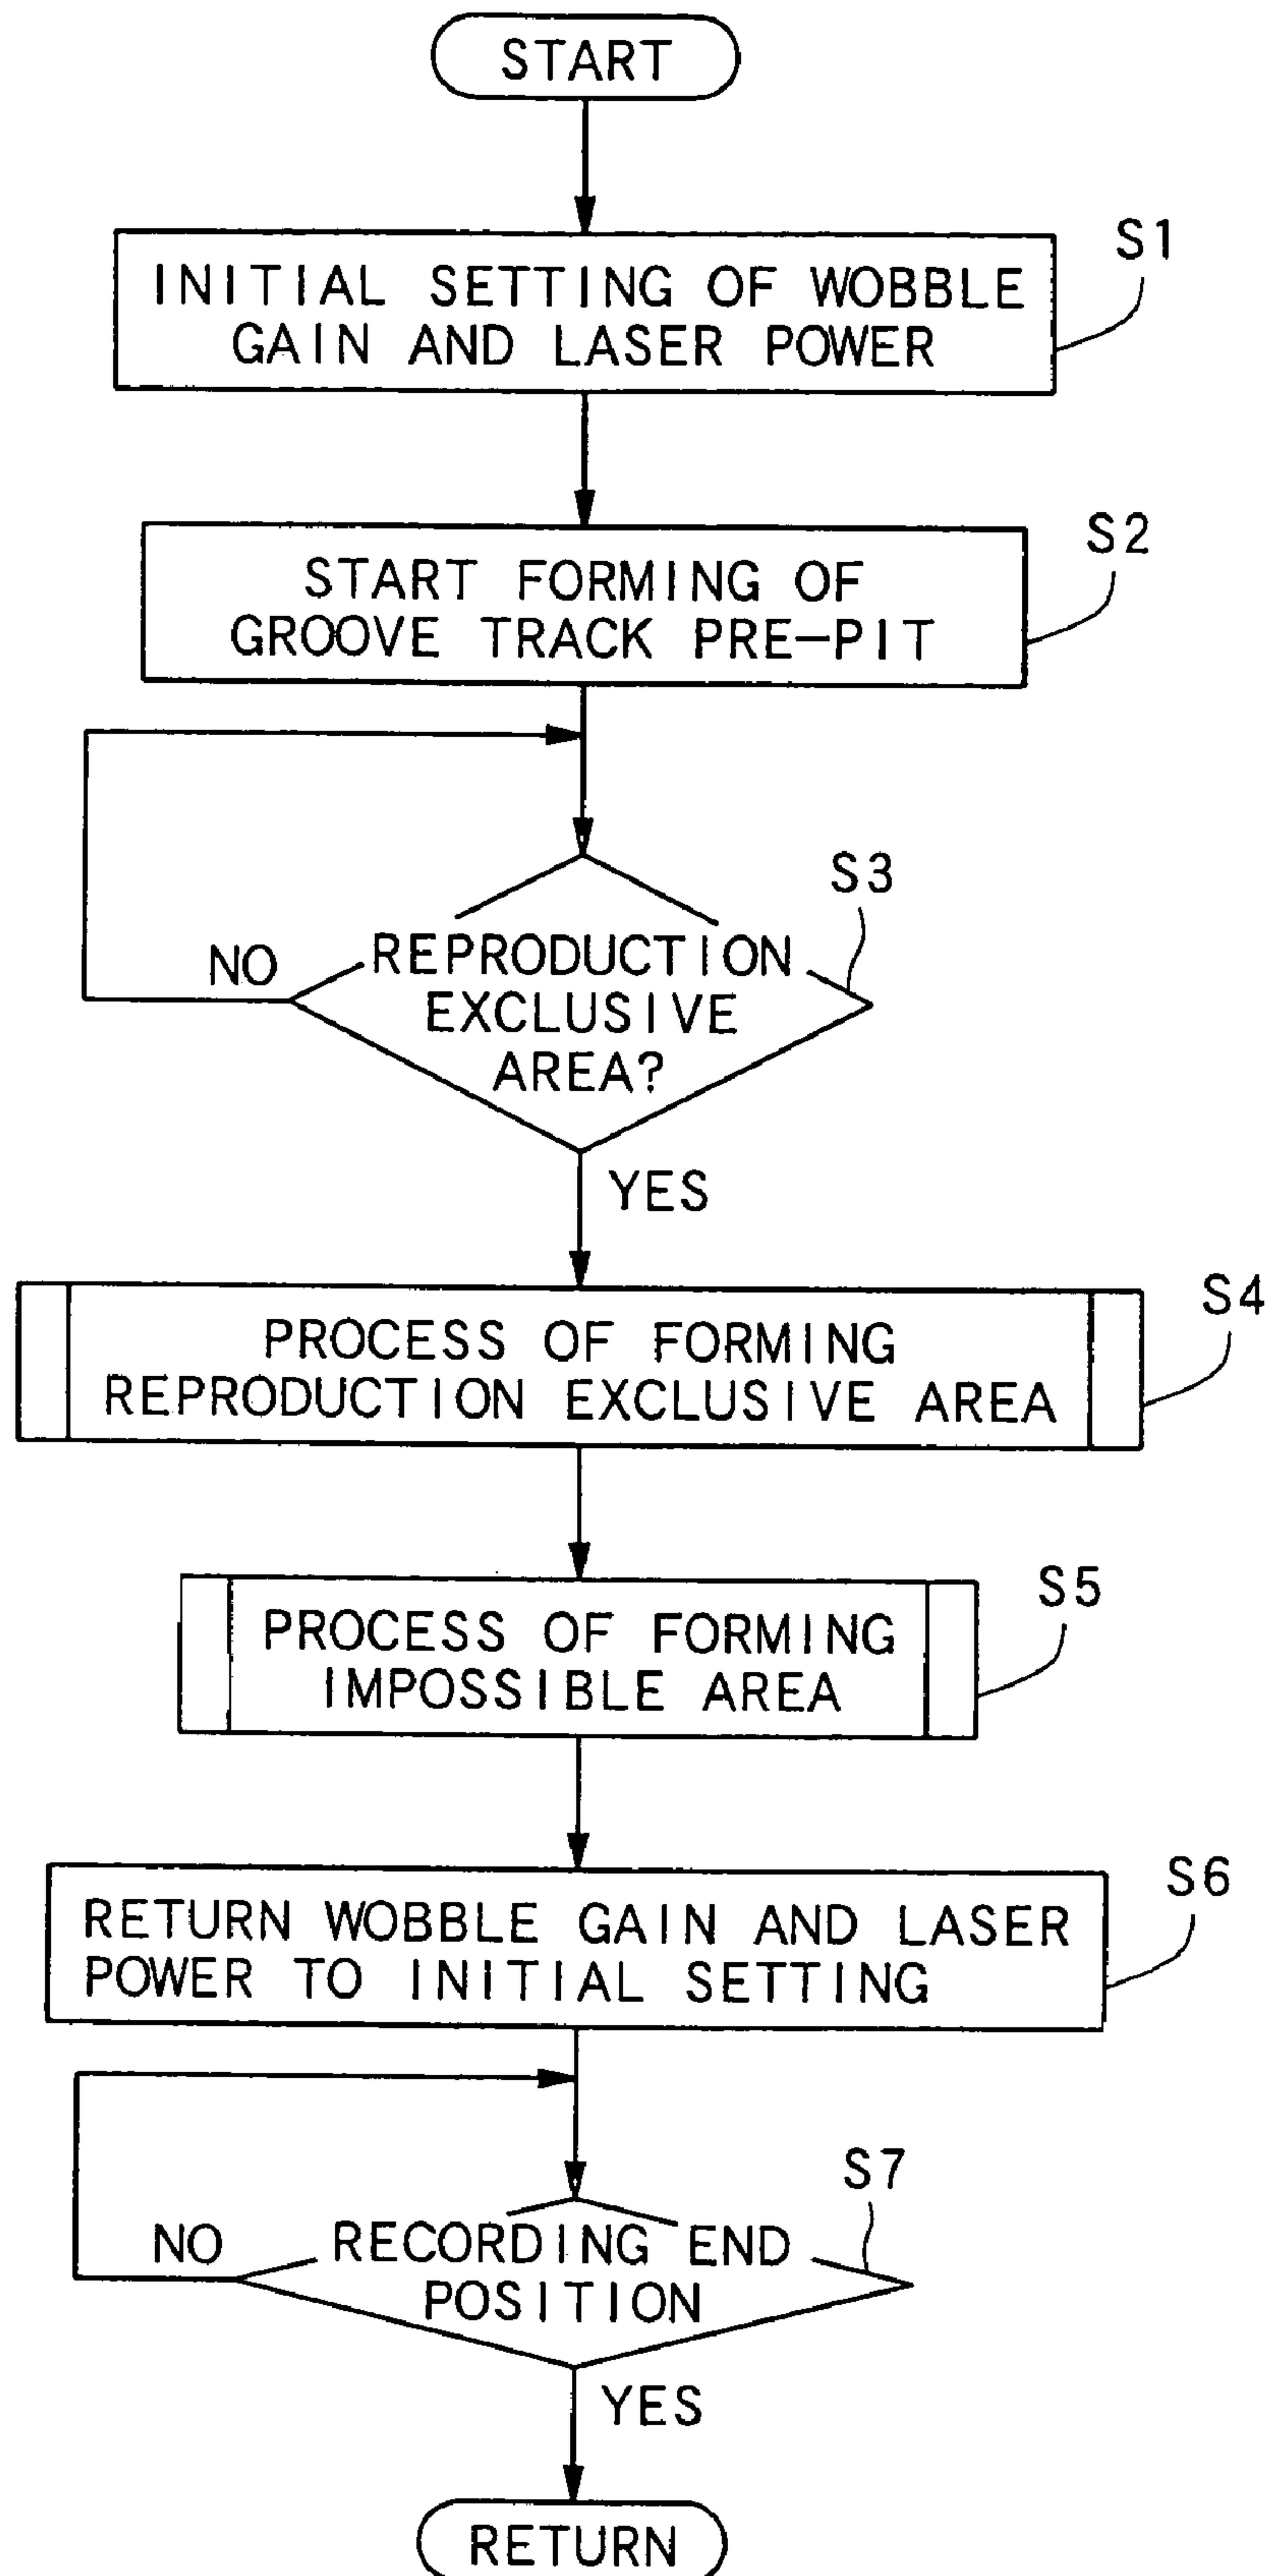 START
S1
INITIAL SETTING OF WOBBLE
GAIN AND LASER POWER
S2
START FORMING OF
GROOVE TRACK PRE-PIT
S3
NO
REPRODUCTION
EXCLUSIVE
AREA?
YES
S4
PROCESS OF FORMING
REPRODUCTION EXCLUSIVE AREA
S5
PROCESS OF FORMING
IMPOSSIBLE AREA
S6
RETURN WOBBLE GAIN AND LASER
POWER TO INITIAL SETTING
S7
NO
RECORDING END
POSITION
YES
RETURN